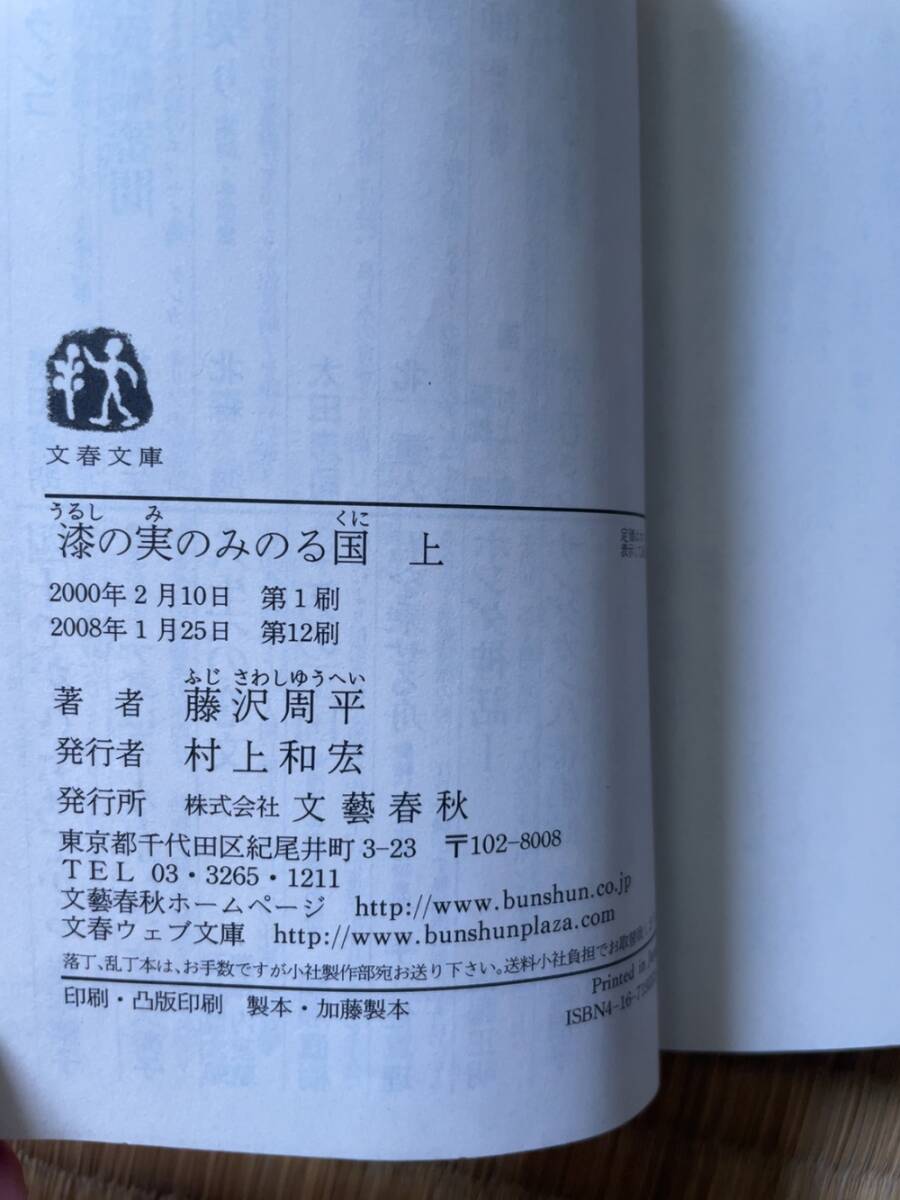 文春文庫
うるし み くに
漆の実のみのる国 上
2000年2月10日 第1刷
2008年1月25日 第12刷
ふじ さわしゆうへい
著者 藤沢周平
発行者 村上和宏
発行所 株式会社 文藝春秋
東京都千代田区紀尾井町 3-23 〒102-8008
TEL 03・3265・1211
文藝春秋ホームページ http://www.bunshun.co.jp
文春ウェブ文庫 http://www.bunshunplaza.com
落丁、乱丁本は、お手数ですが小社製作部宛お送り下さい。送料小社負担でお取替致し
印刷・凸版印刷 製本・加藤製本
Printed in
ISBN4-16-